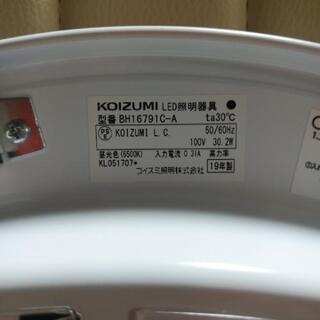 KOIZUMI LED照明器具
型番 BH16791C-A ta30℃
PS E KOIZUMI L.C. 50/60Hz
100V 30.2W
昼光色(6500K) 入力電流 0.31A 高力率
KL051707*
コイズミ照明株式会社 19年製